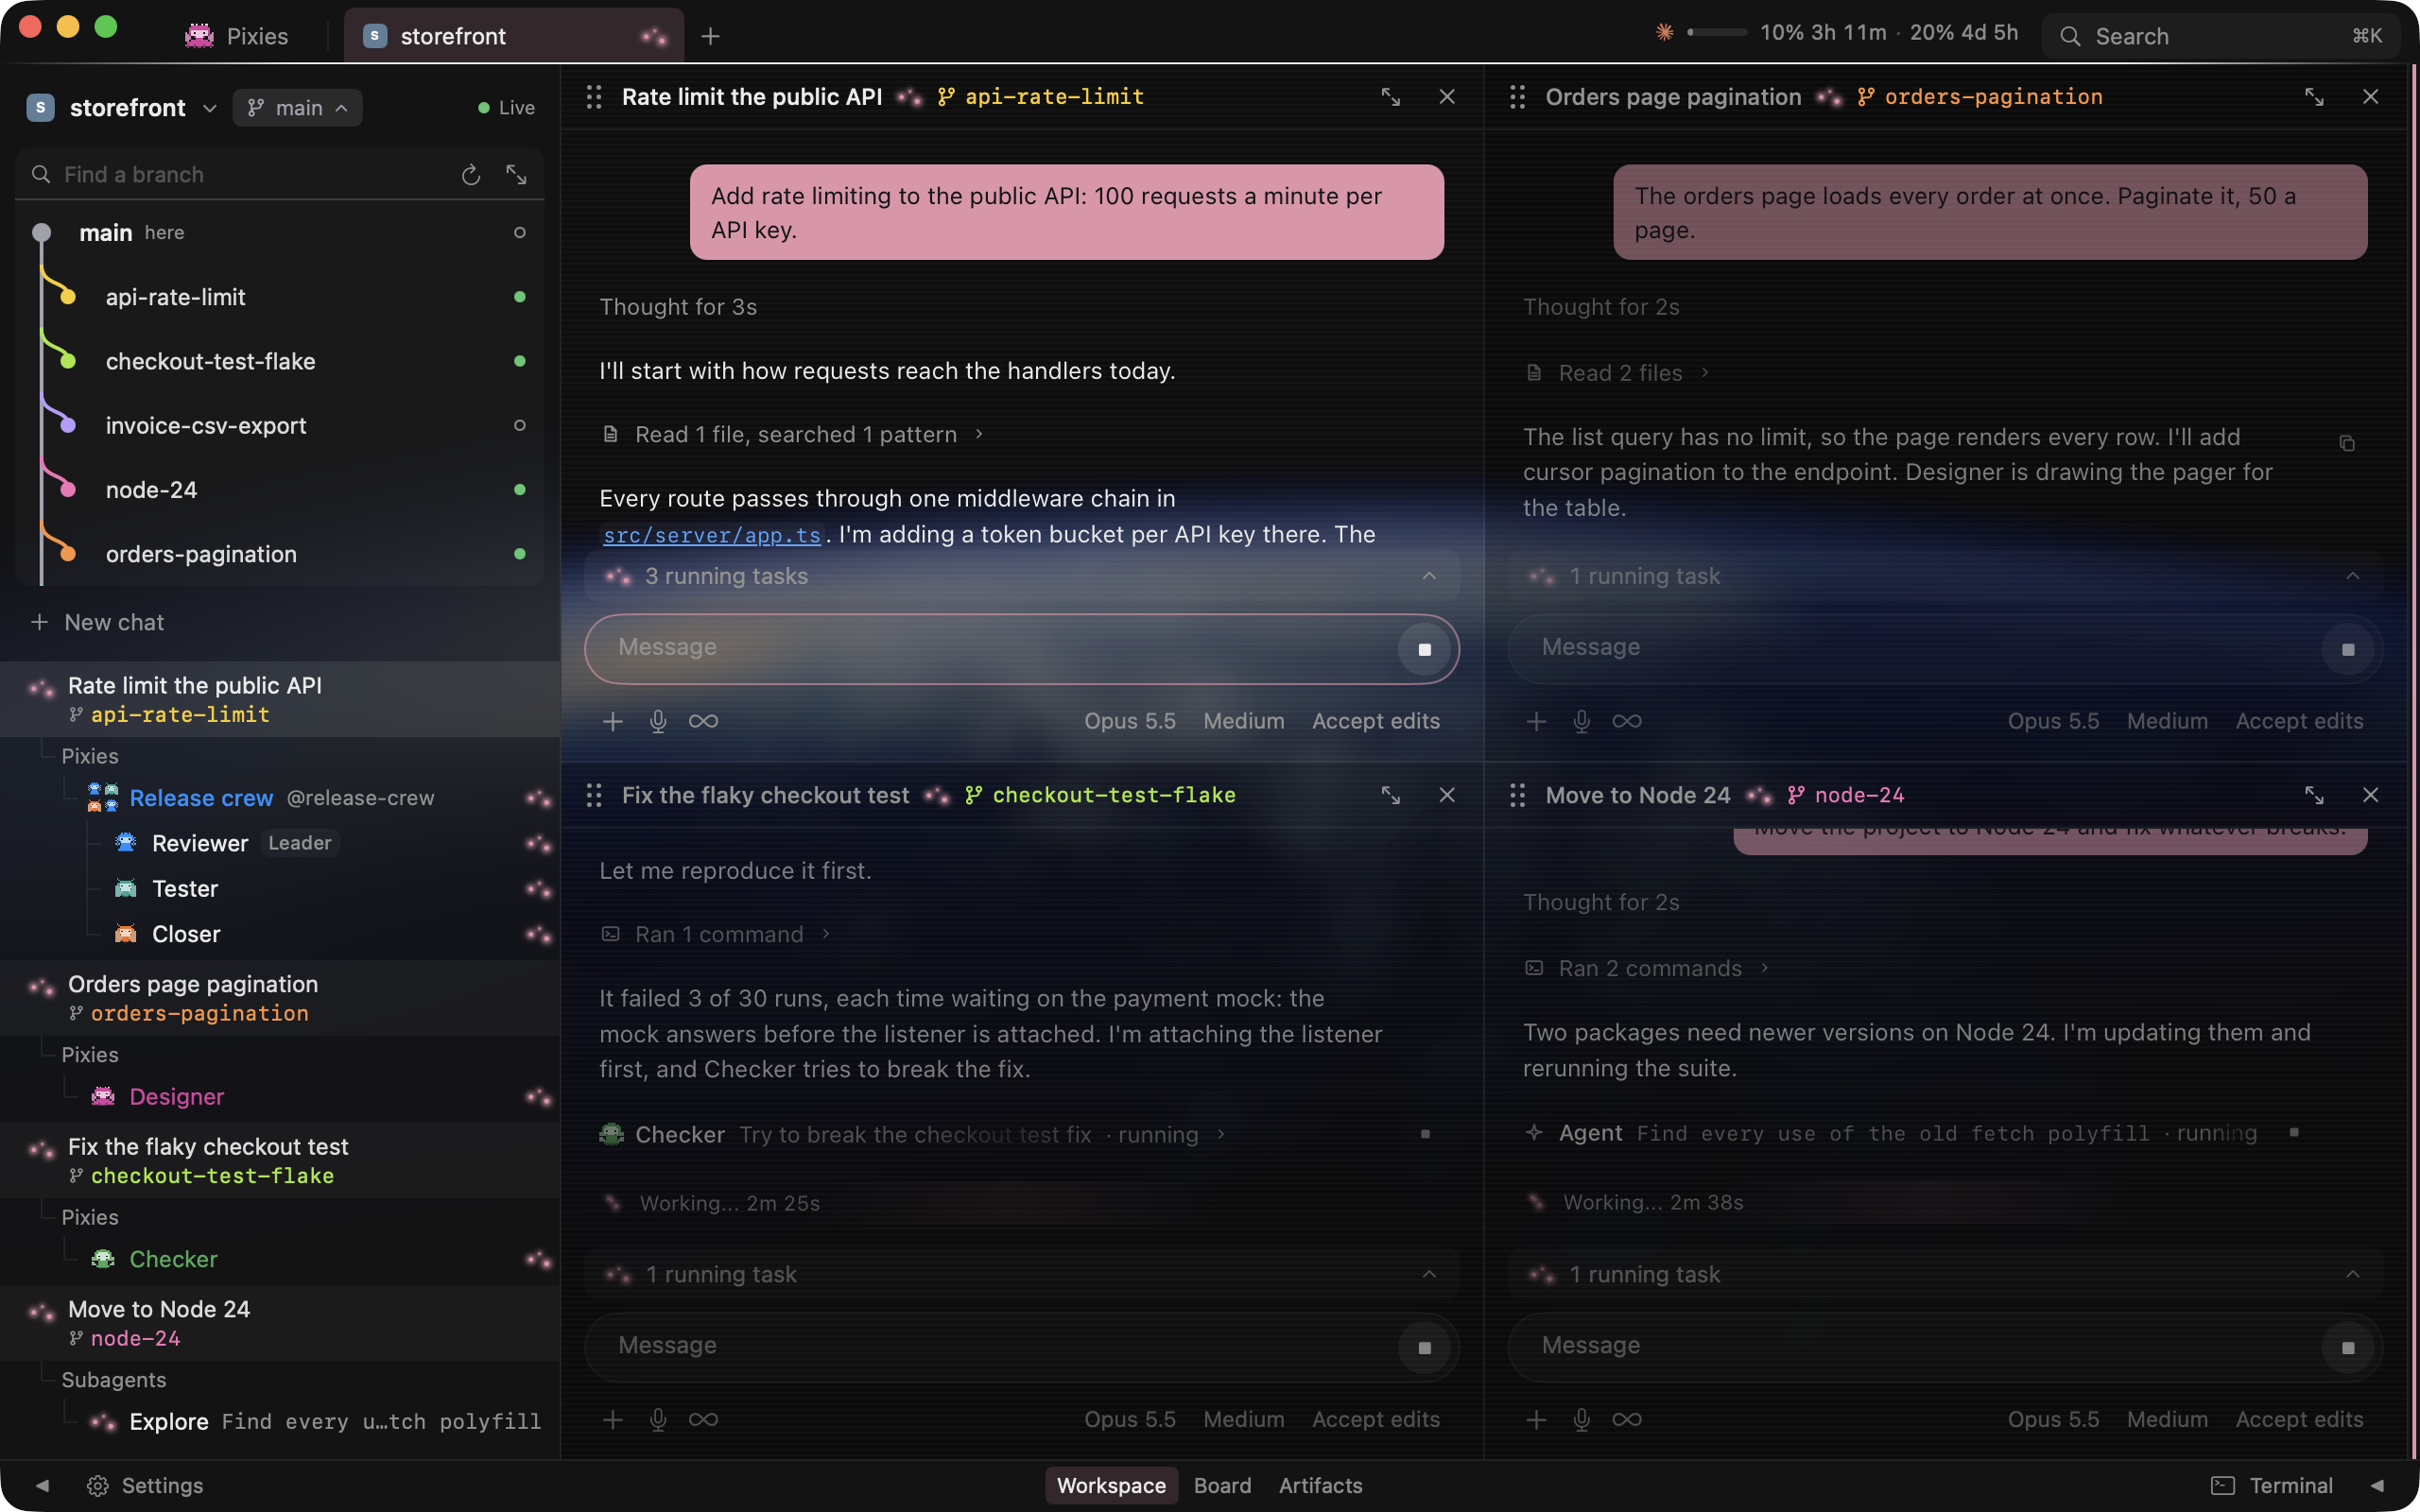 Pixies
S storefront
10% 3h 11m · 20% 4d 5h
Search ⌘K
S storefront
main
Live
Find a branch
main here
api-rate-limit
checkout-test-flake
invoice-csv-export
node-24
orders-pagination
New chat
Rate limit the public API
api-rate-limit
Pixies
Release crew @release-crew
Reviewer Leader
Tester
Closer
Orders page pagination
orders-pagination
Pixies
Designer
Fix the flaky checkout test
checkout-test-flake
Pixies
Checker
Move to Node 24
node-24
Subagents
Explore Find every u…tch polyfill
Settings
Rate limit the public API api-rate-limit
Add rate limiting to the public API: 100 requests a minute per
API key.
Thought for 3s
I'll start with how requests reach the handlers today.
Read 1 file, searched 1 pattern
Every route passes through one middleware chain in
src/server/app.ts. I'm adding a token bucket per API key there. The
3 running tasks
Message
Opus 5.5 Medium Accept edits
Orders page pagination orders-pagination
The orders page loads every order at once. Paginate it, 50 a
page.
Thought for 2s
Read 2 files
The list query has no limit, so the page renders every row. I'll add
cursor pagination to the endpoint. Designer is drawing the pager for
the table.
1 running task
Message
Opus 5.5 Medium Accept edits
Fix the flaky checkout test checkout-test-flake
Let me reproduce it first.
Ran 1 command
It failed 3 of 30 runs, each time waiting on the payment mock: the
mock answers before the listener is attached. I'm attaching the listener
first, and Checker tries to break the fix.
Checker Try to break the checkout test fix · running
Working... 2m 25s
1 running task
Message
Opus 5.5 Medium Accept edits
Move to Node 24 node-24
Move the project to Node 24 and fix whatever breaks.
Thought for 2s
Ran 2 commands
Two packages need newer versions on Node 24. I'm updating them and
rerunning the suite.
Agent Find every use of the old fetch polyfill · running
Working... 2m 38s
1 running task
Message
Opus 5.5 Medium Accept edits
Workspace Board Artifacts
Terminal